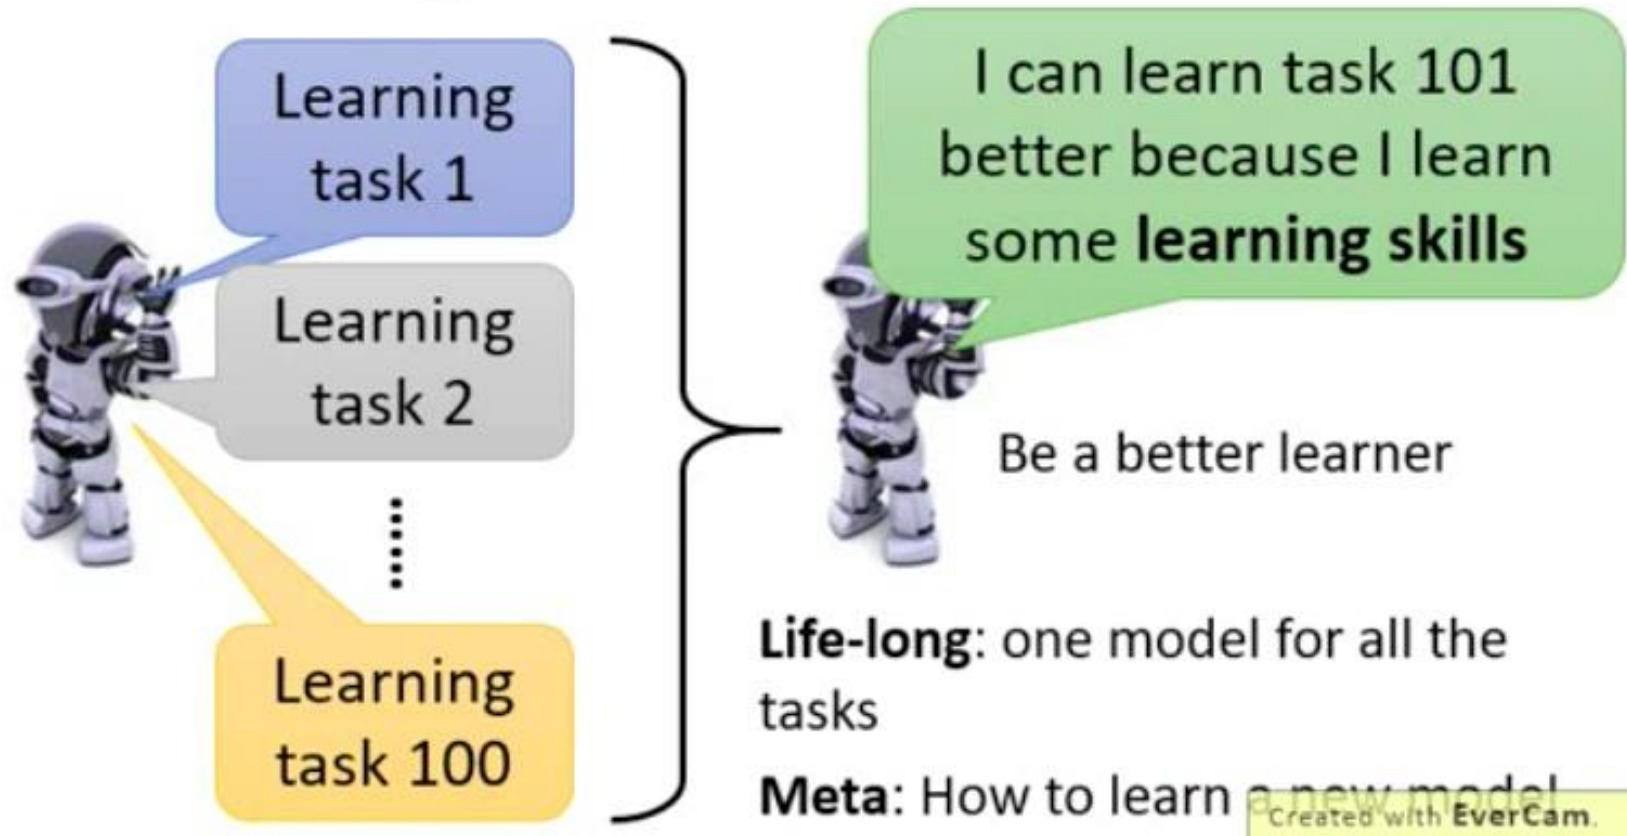 Learning
task 1
Learning
task 2
......
Learning
task 100
I can learn task 101
better because I learn
some learning skills
Be a better learner
Life-long: one model for all the
tasks
Meta: How to learn a new model
Created with EverCam.